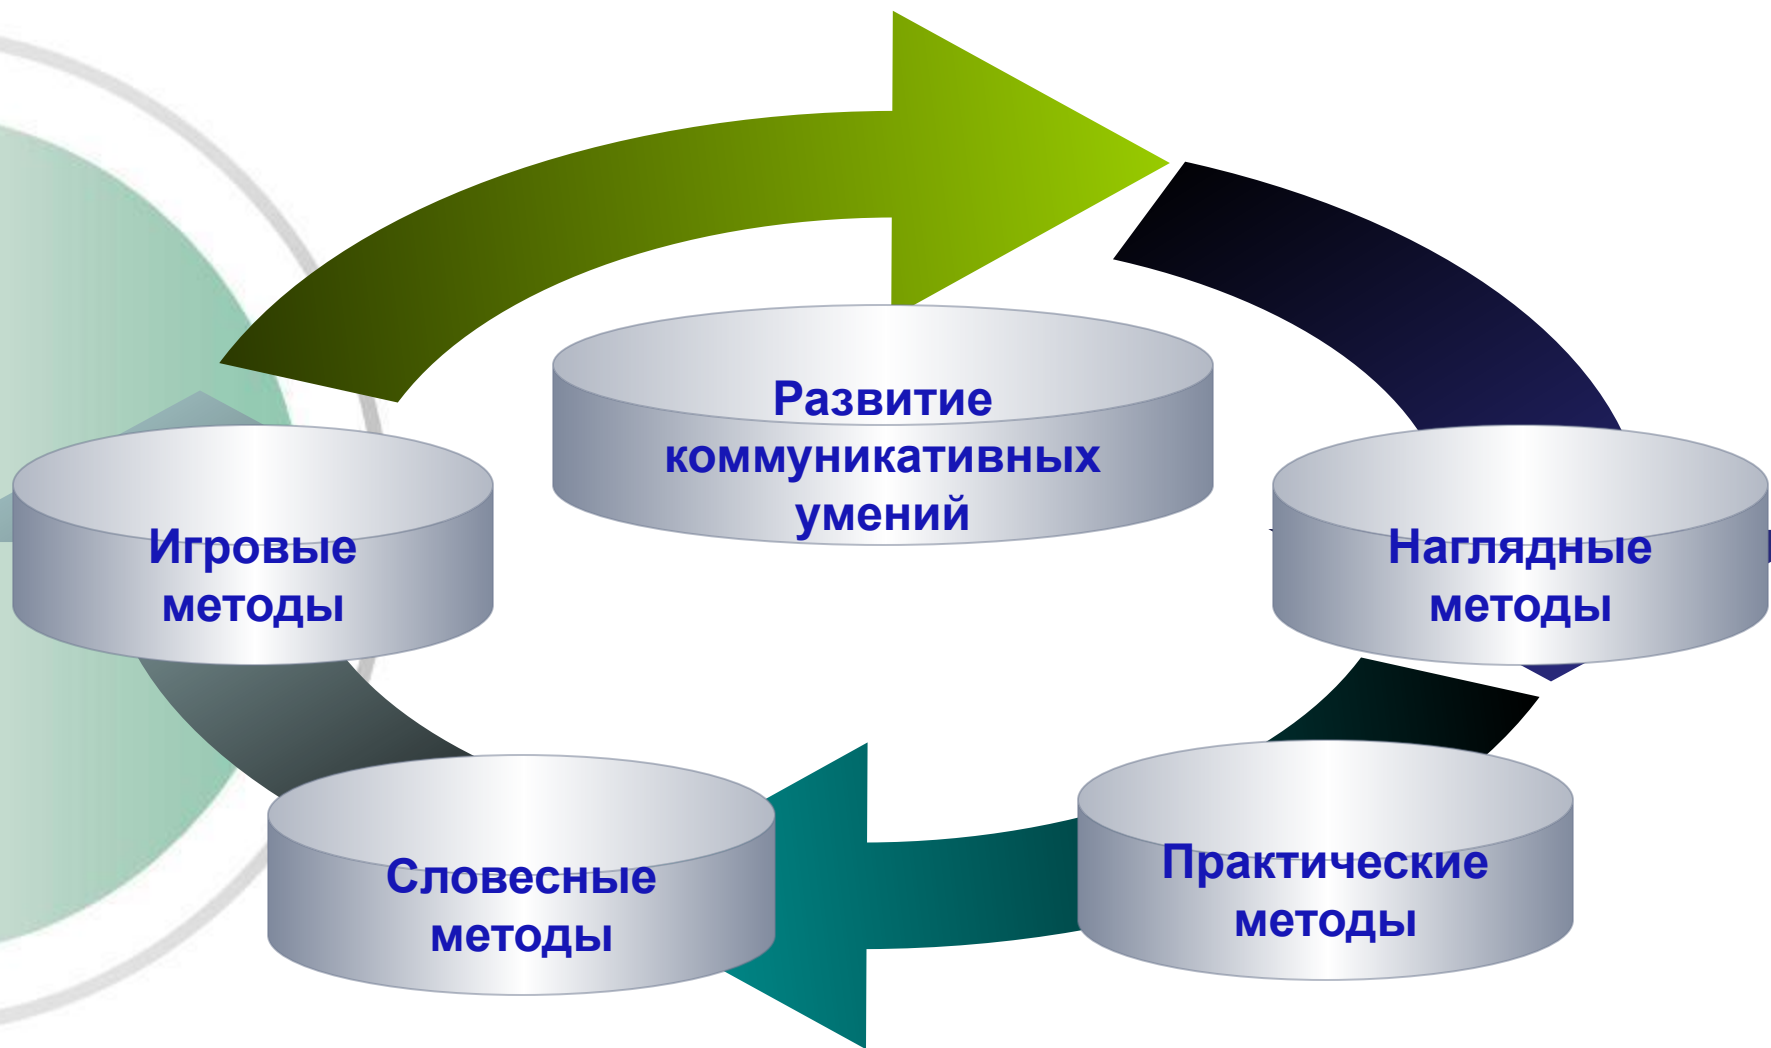 Развитие
коммуникативных
умений
Игровые
методы
Наглядные
методы
Словесные
методы
Практические
методы